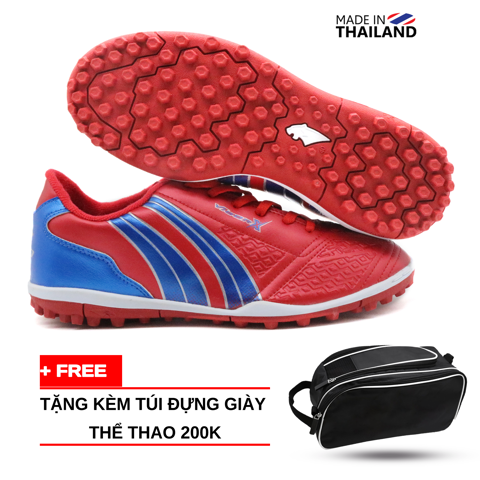 MADE IN
THAILAND
+ FREE
TẶNG KÈM TÚI ĐỰNG GIÀY
THỂ THAO 200K